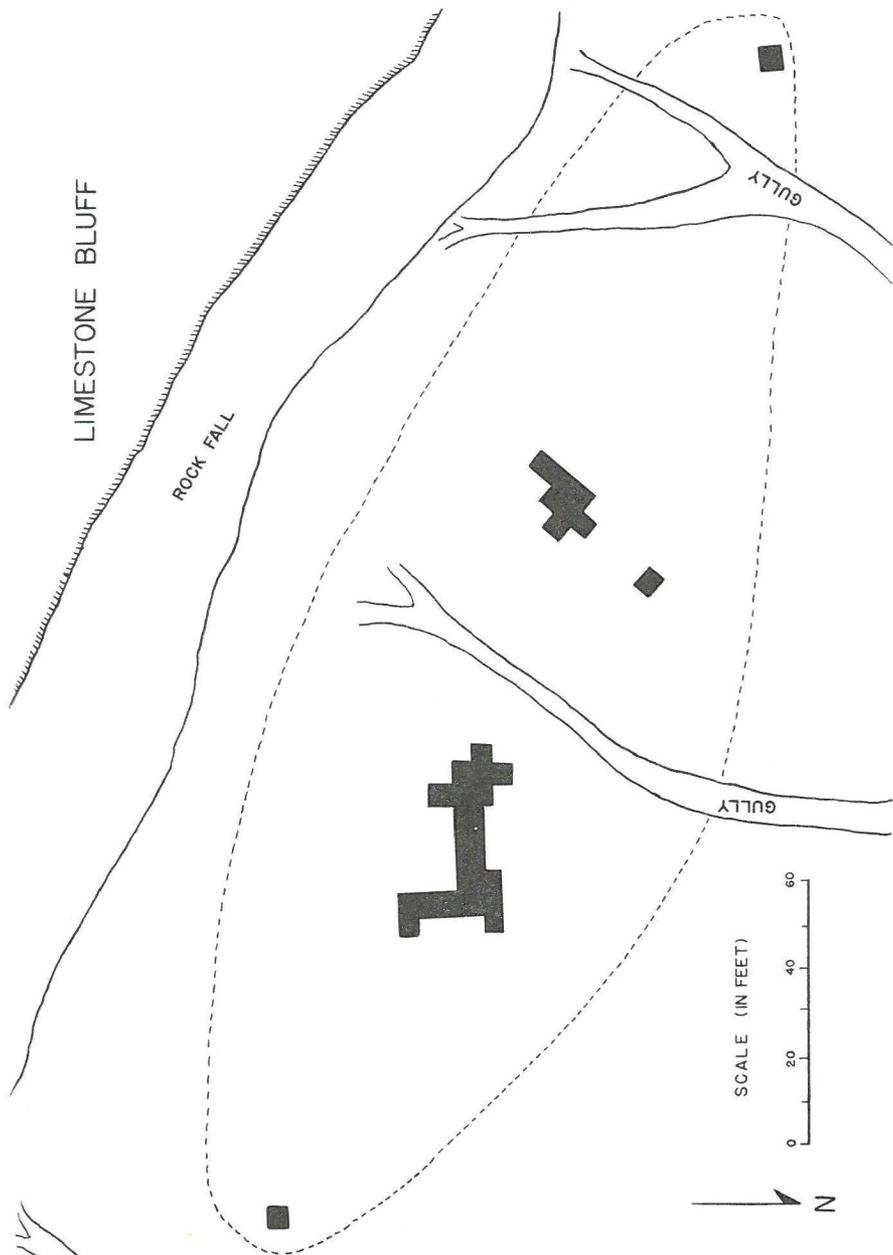 LIMESTONE BLUFF
ROCK FALL
GULLY
GULLY
SCALE (IN FEET)
0 20 40 60
N